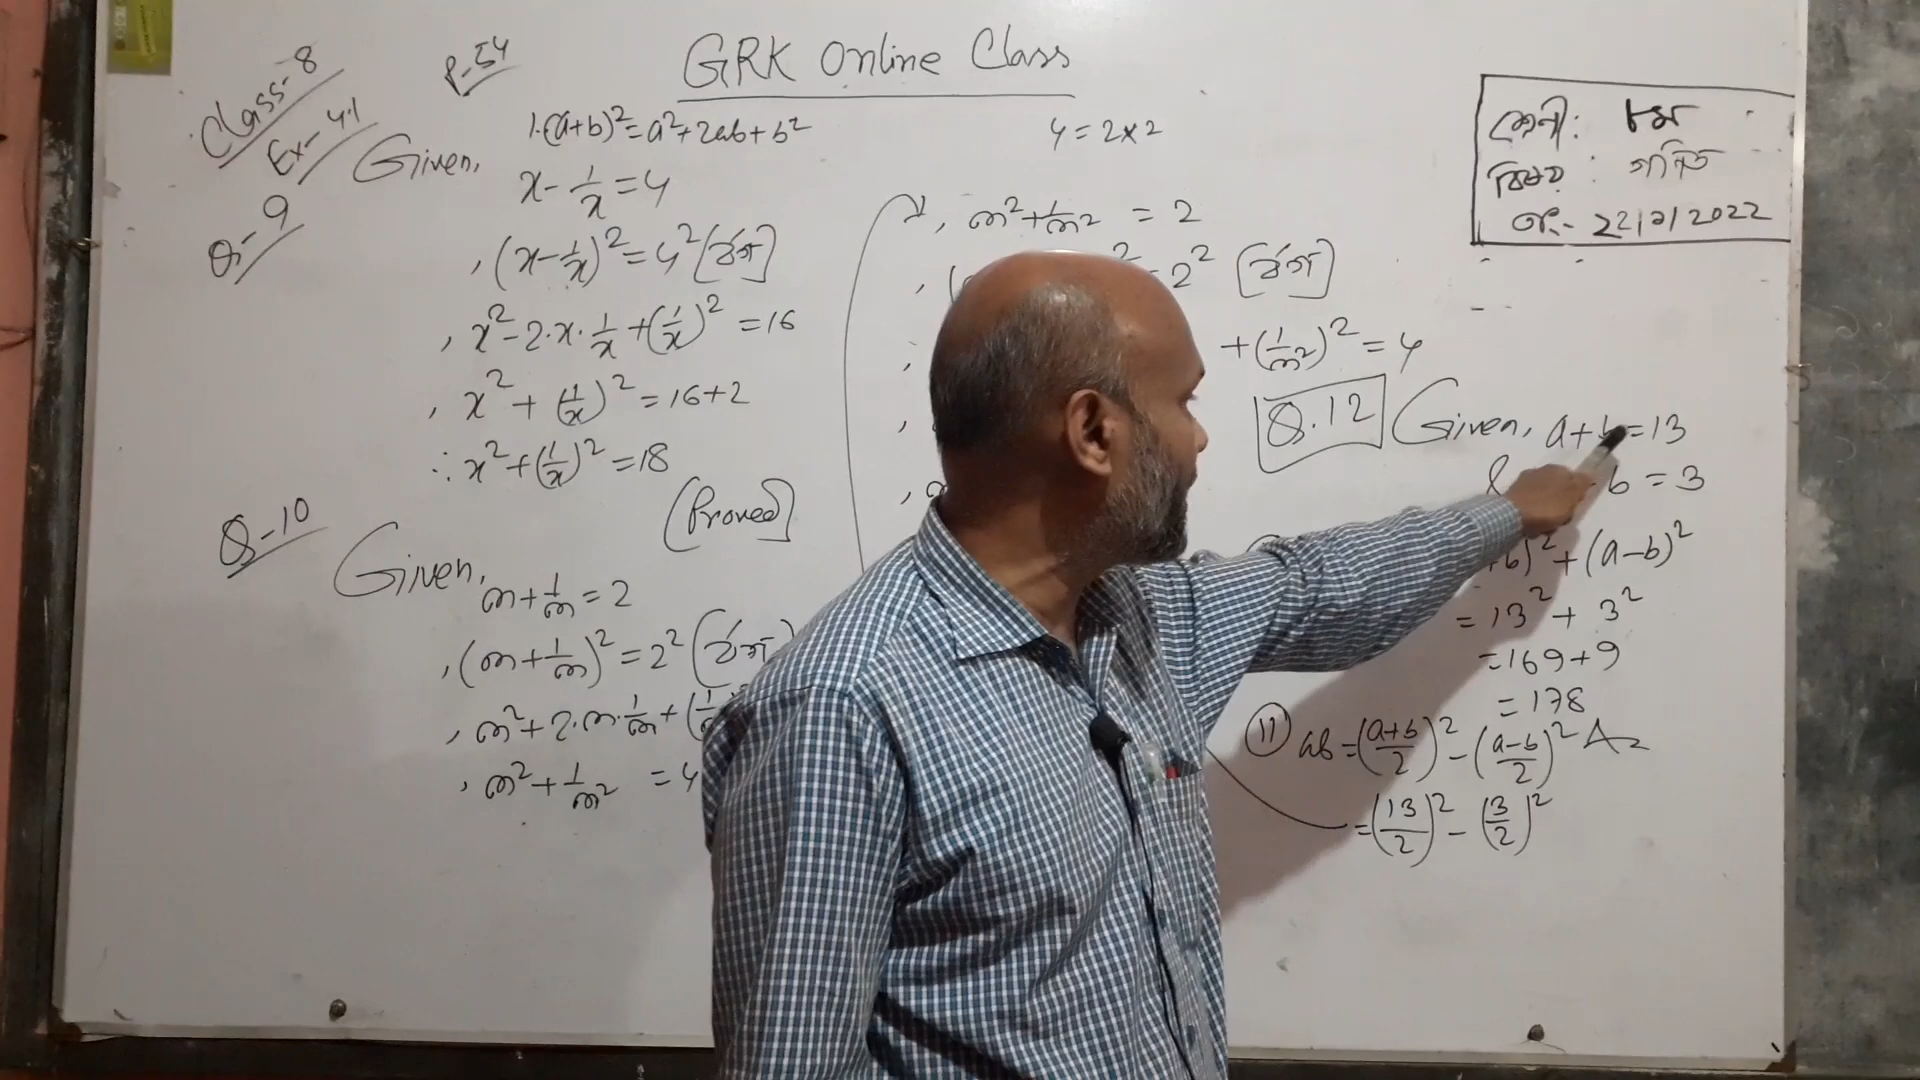 GRK Online Class
Class-8
Ex-4.1
P-54
1.(a+b)²=a²+2ab+b²
4=2×2
Q-9
Given,
x-1/x=4
,(x-1/x)²=4² [বর্গ]
,x²-2.x.1/x+(1/x)²=16
,x²+(1/x)²=16+2
∴x²+(1/x)²=18
(Proved]
Q-10
Given,
m+1/m=2
,(m+1/m)²=2² (বর্গ
,m²+2.m.1/m+(1/
,m²+1/m²=4
, m²+1/m²=2
,( ²=2² [বর্গ]
+(1/m²)²=4
শ্রেণী: ৮ম
বিষয়: গণিত
Q.12
Given, a+b=13
& -b=3
+b)²+(a-b)²
=13²+3²
=169+9
=178
(11) ab=(a+b/2)²-(a-b/2)²
=(13/2)²-(3/2)²